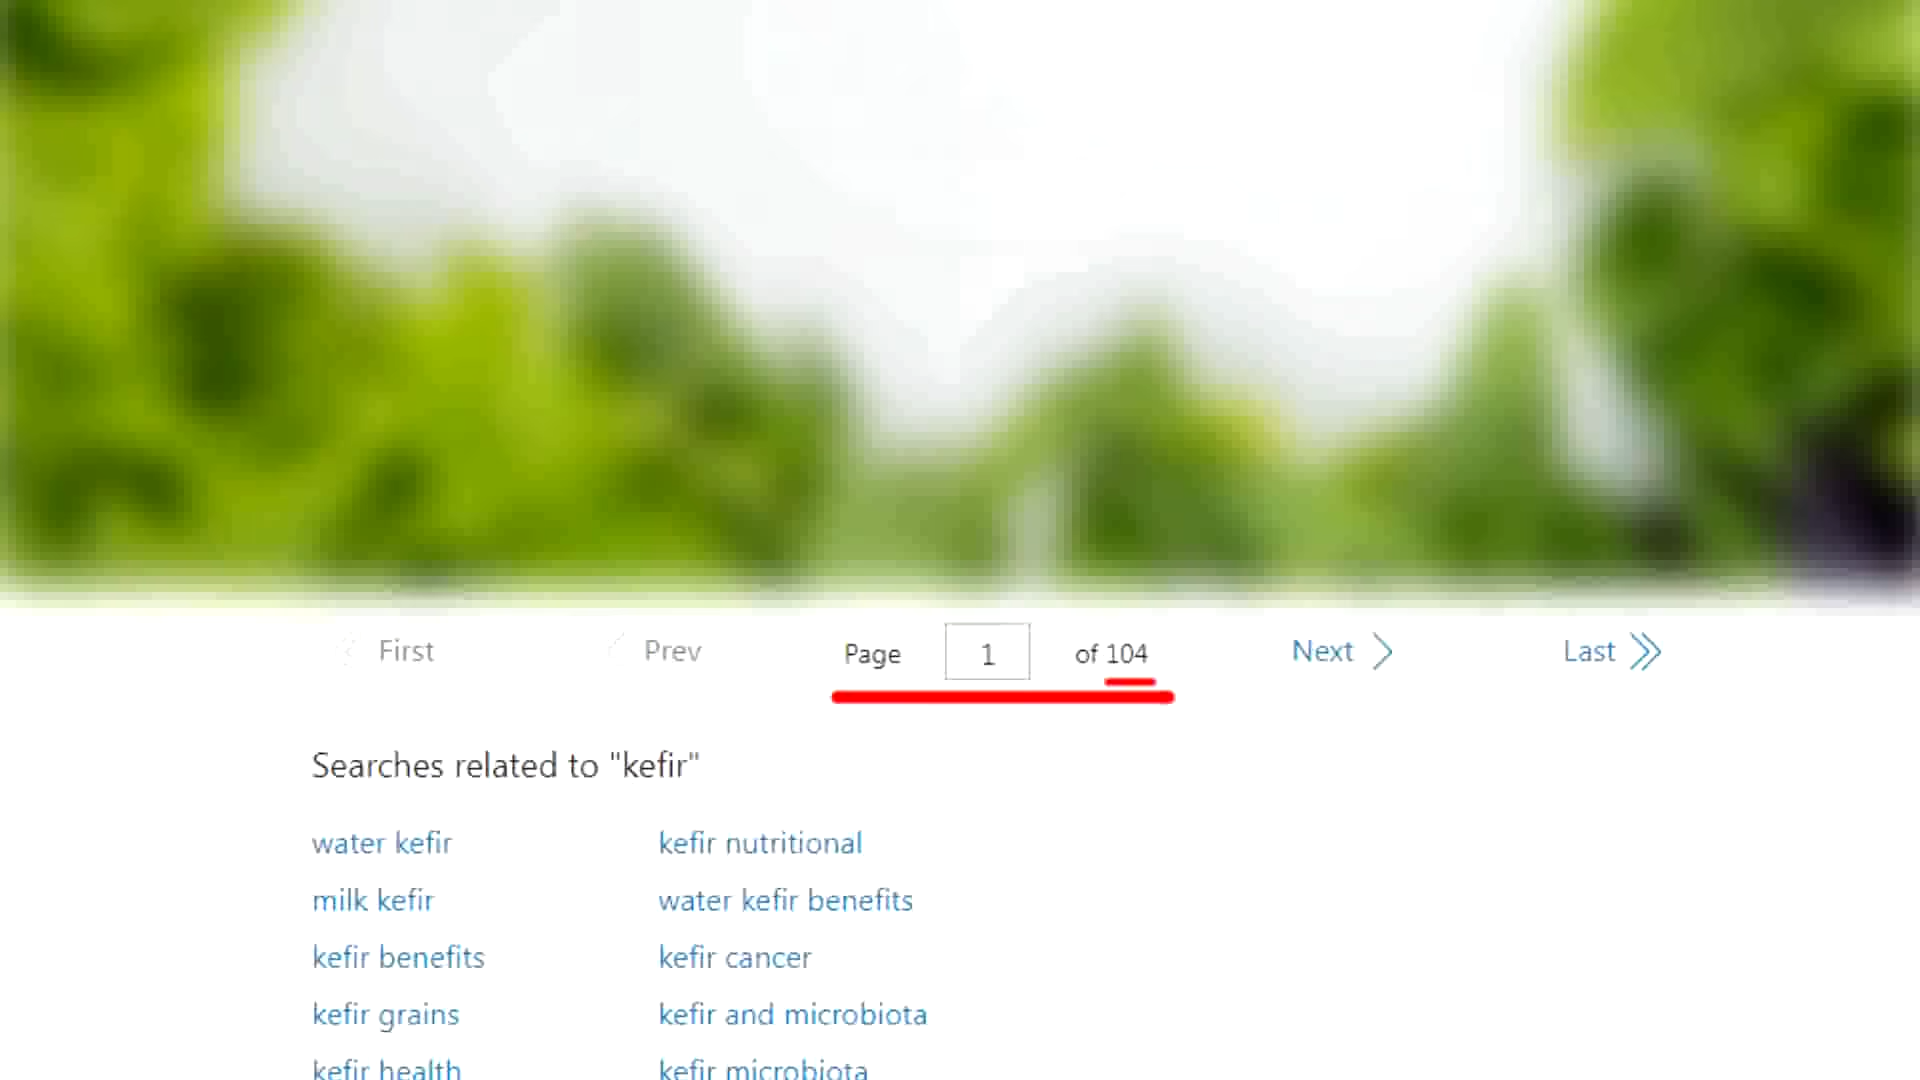 First Prev Page 1 of 104 Next Last
Searches related to "kefir"
water kefir kefir nutritional
milk kefir water kefir benefits
kefir benefits kefir cancer
kefir grains kefir and microbiota
kefir health kefir microbiota